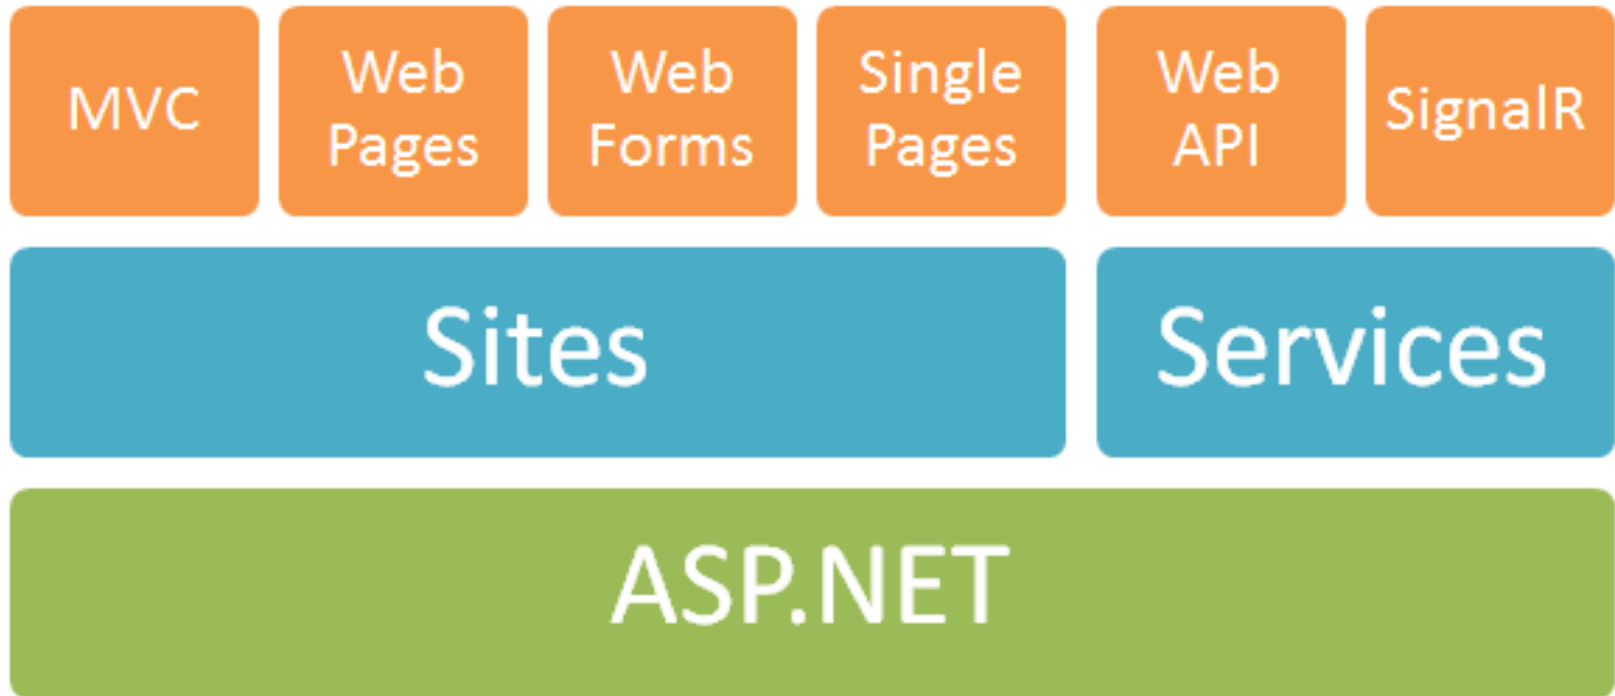 MVC
Web
Pages
Web
Forms
Single
Pages
Web
API
SignalR
Sites
Services
ASP.NET